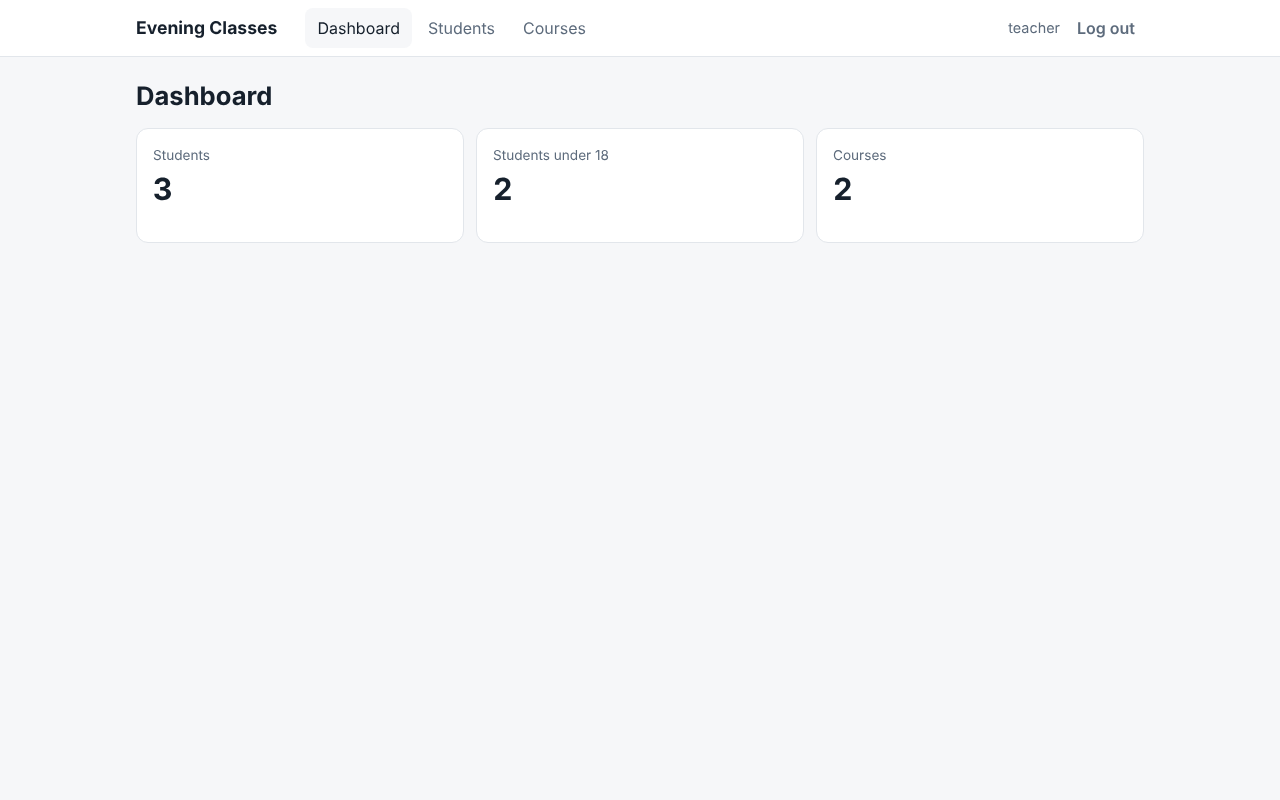 Evening Classes Dashboard Students Courses teacher Log out
Dashboard
Students
3
Students under 18
2
Courses
2